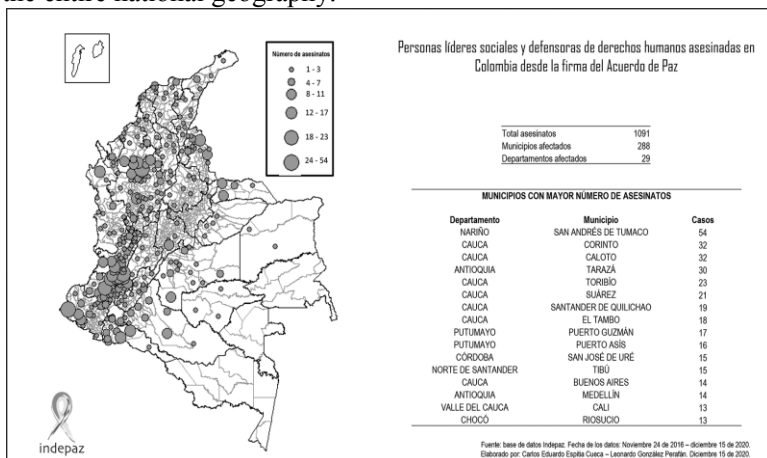 the entire national geography.
Número de asesinatos
1 - 3
4 - 7
8 - 11
12 - 17
18 - 23
24 - 54
indepaz
Personas líderes sociales y defensoras de derechos humanos asesinadas en
Colombia desde la firma del Acuerdo de Paz
Total asesinatos 1091
Municipios afectados 288
Departamentos afectados 29
MUNICIPIOS CON MAYOR NÚMERO DE ASESINATOS
Departamento Municipio Casos
NARIÑO SAN ANDRÉS DE TUMACO 54
CAUCA CORINTO 32
CAUCA CALOTO 32
ANTIOQUIA TARAZÁ 30
CAUCA TORIBÍO 23
CAUCA SUÁREZ 21
CAUCA SANTANDER DE QUILICHAO 19
CAUCA EL TAMBO 18
PUTUMAYO PUERTO GUZMÁN 17
PUTUMAYO PUERTO ASÍS 16
CÓRDOBA SAN JOSÉ DE URÉ 15
NORTE DE SANTANDER TIBÚ 15
CAUCA BUENOS AIRES 14
ANTIOQUIA MEDELLÍN 14
VALLE DEL CAUCA CALI 13
CHOCÓ RIOSUCIO 13
Fuente: base de datos Indepaz. Fecha de los datos: Noviembre 24 de 2016 – diciembre 15 de 2020.
Elaborado por: Carlos Eduardo Espitia Cueca – Leonardo González Perafán. Diciembre 15 de 2020.